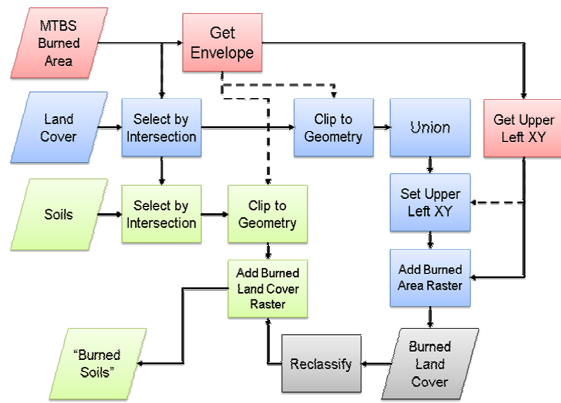 MTBS
Burned
Area
Get
Envelope
Land
Cover
Select by
Intersection
Clip to
Geometry
Union
Get Upper
Left XY
Soils
Select by
Intersection
Clip to
Geometry
Set Upper
Left XY
Add Burned
Land Cover
Raster
Add Burned
Area Raster
"Burned
Soils"
Reclassify
Burned
Land
Cover